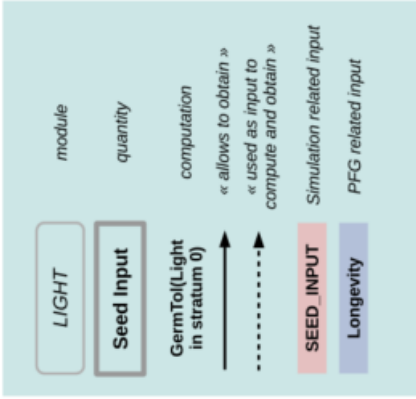 LIGHT
module
Seed Input
quantity
GermTol(Light
in stratum 0)
computation
« allows to obtain »
« used as input to
compute and obtain »
SEED_INPUT
Simulation related input
Longevity
PFG related input